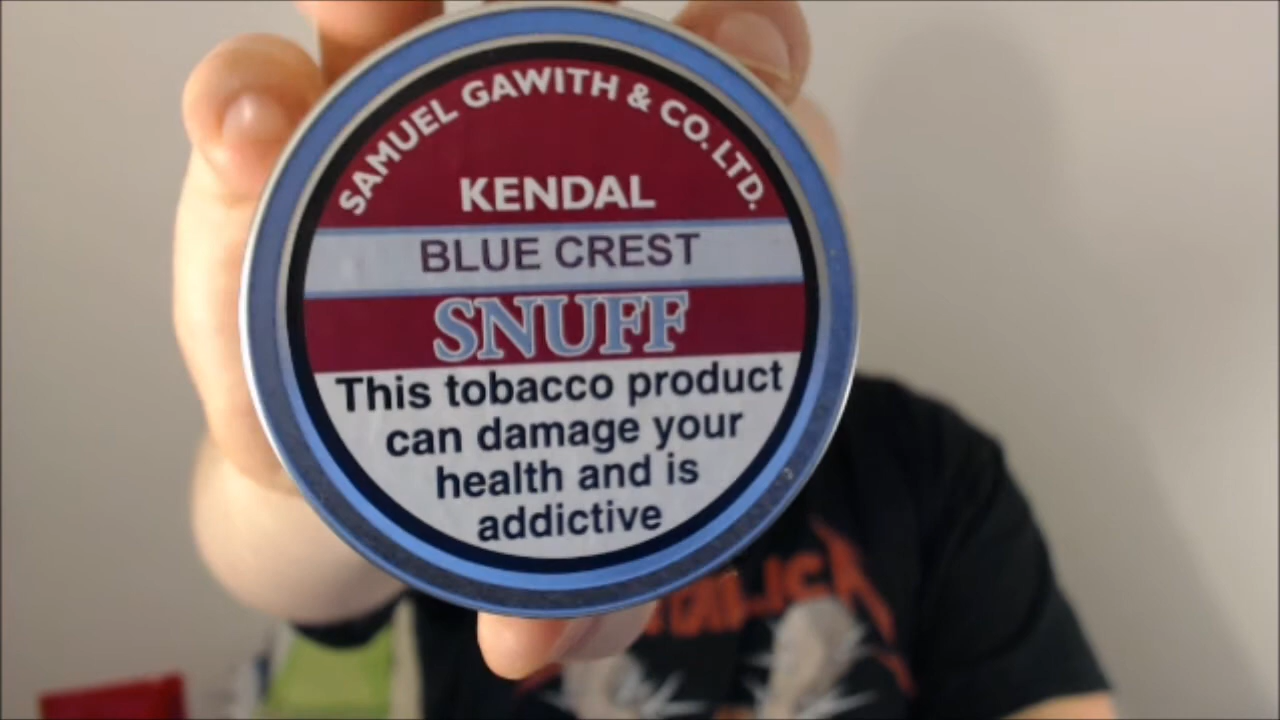 SAMUEL GAWITH & CO. LTD.
KENDAL
BLUE CREST
SNUFF
This tobacco product
can damage your
health and is
addictive